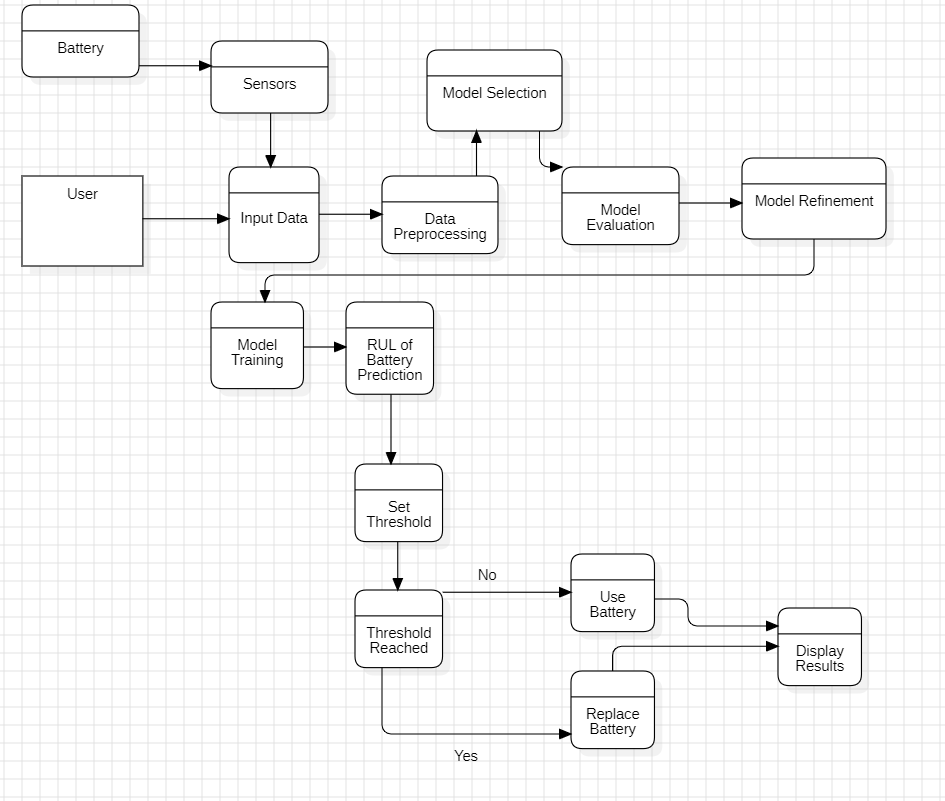 Battery
Sensors
Model Selection
User
Input Data
Data
Preprocessing
Model
Evaluation
Model Refinement
Model
Training
RUL of
Battery
Prediction
Set
Threshold
No
Threshold
Reached
Use
Battery
Display
Results
Replace
Battery
Yes